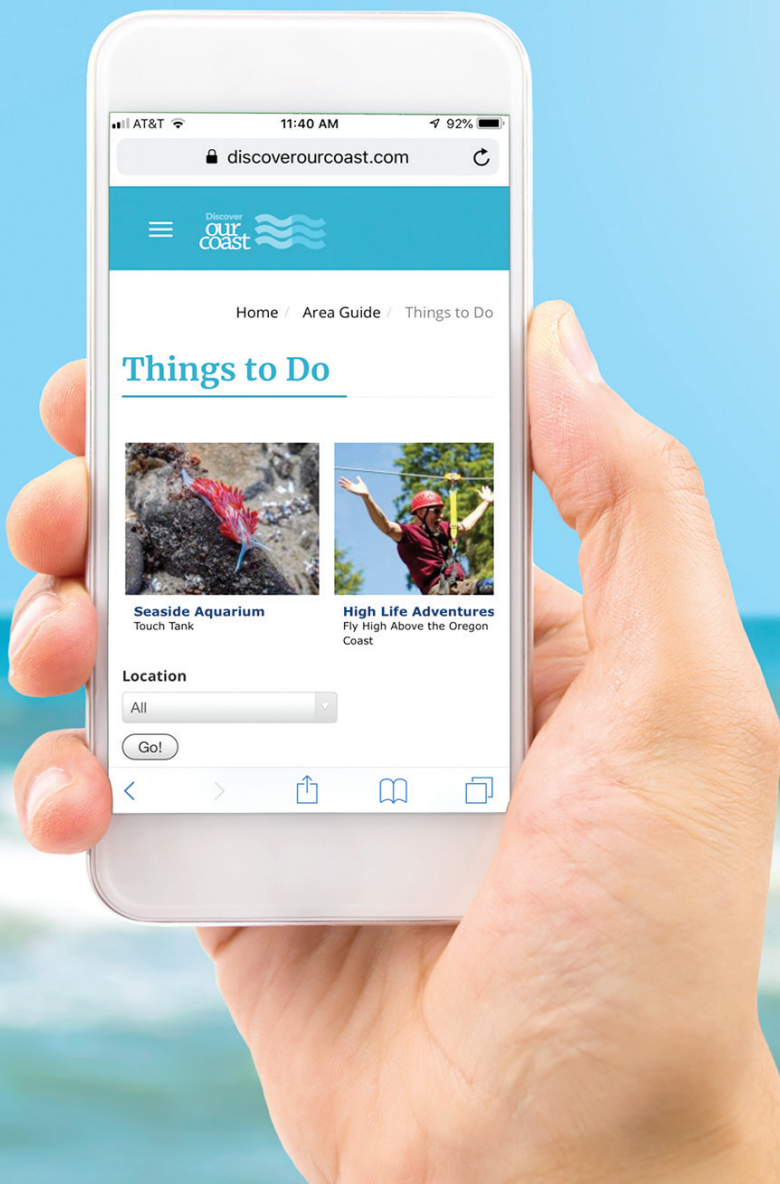 AT&T 11:40 AM 92%
discoverourcoast.com
Discover
our
coast
Home / Area Guide / Things to Do
Things to Do
Seaside Aquarium
Touch Tank
High Life Adventures
Fly High Above the Oregon
Coast
Location
All
Go!